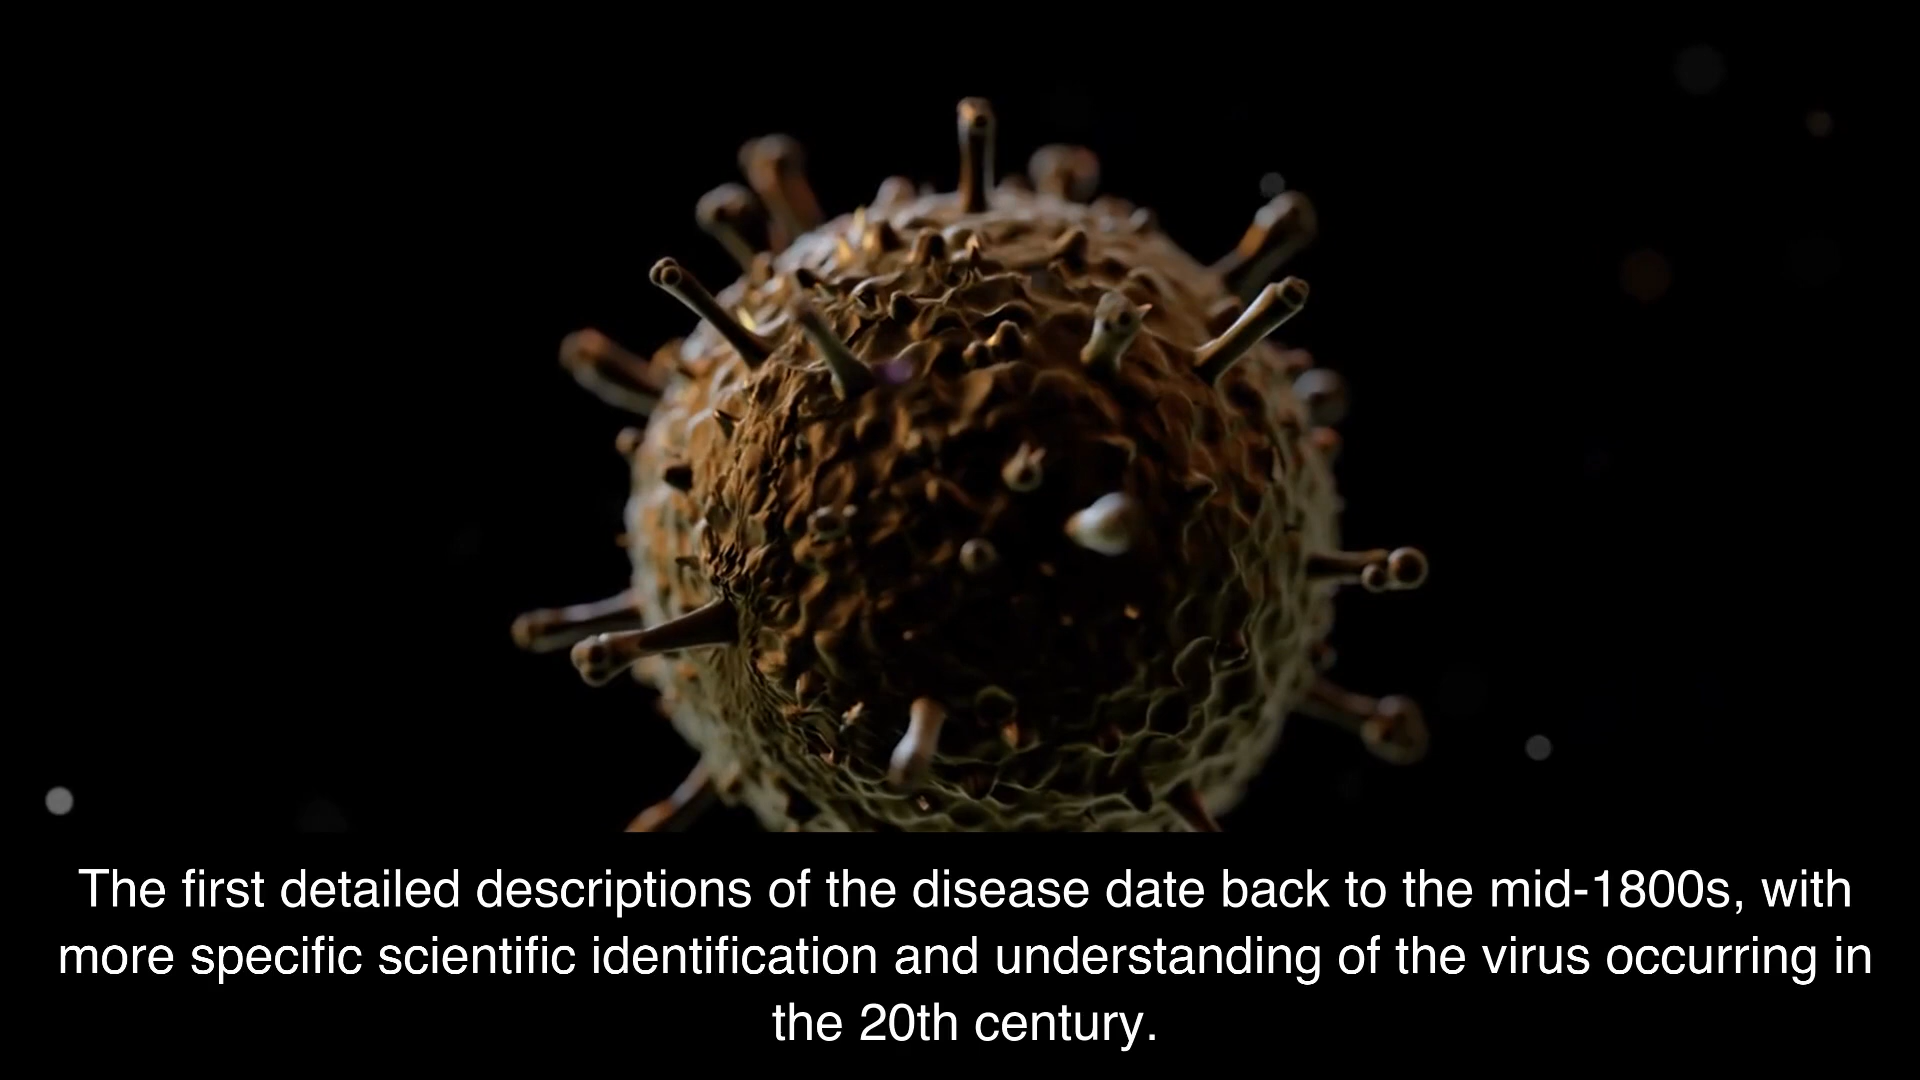 The first detailed descriptions of the disease date back to the mid-1800s, with
more specific scientific identification and understanding of the virus occurring in
the 20th century.